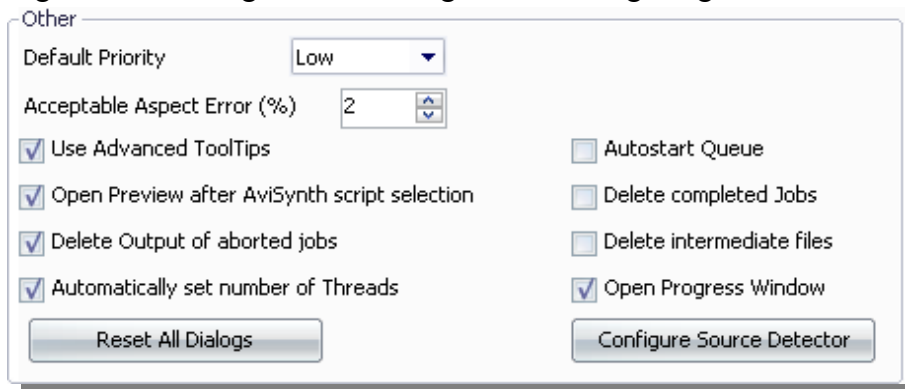 Other
Default Priority Low
Acceptable Aspect Error (%) 2
Use Advanced ToolTips Autostart Queue
Open Preview after AviSynth script selection Delete completed Jobs
Delete Output of aborted jobs Delete intermediate files
Automatically set number of Threads Open Progress Window
Reset All Dialogs Configure Source Detector